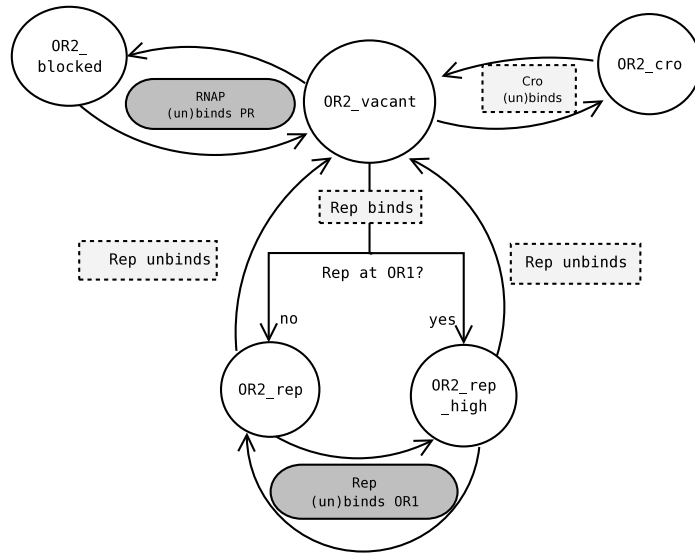 OR2_
blocked
RNAP
(un)binds PR
OR2_vacant
Cro
(un)binds
OR2_cro
Rep binds
Rep unbinds
Rep at OR1?
Rep unbinds
no
yes
OR2_rep
OR2_rep
_high
Rep
(un)binds OR1